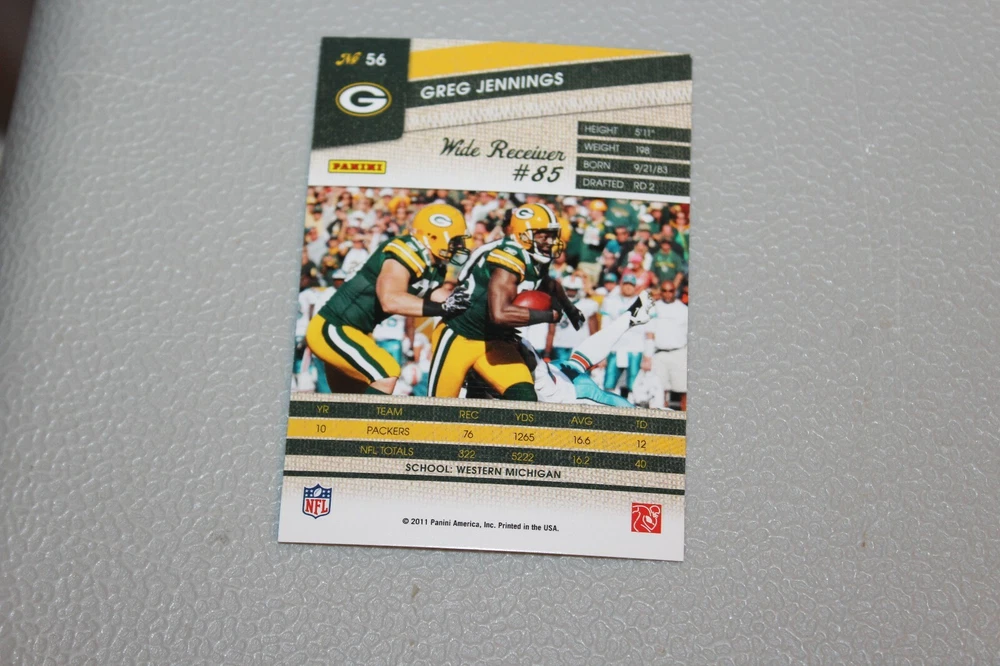 No 56
G
GREG JENNINGS
Wide Receiver
#85
PANINI
HEIGHT 5'11"
WEIGHT 198
BORN 9/21/83
DRAFTED RD 2
YR TEAM REC YDS AVG TD
10 PACKERS 76 1265 16.6 12
NFL TOTALS 322 5222 16.2 40
SCHOOL: WESTERN MICHIGAN
NFL
© 2011 Panini America, Inc. Printed in the USA.